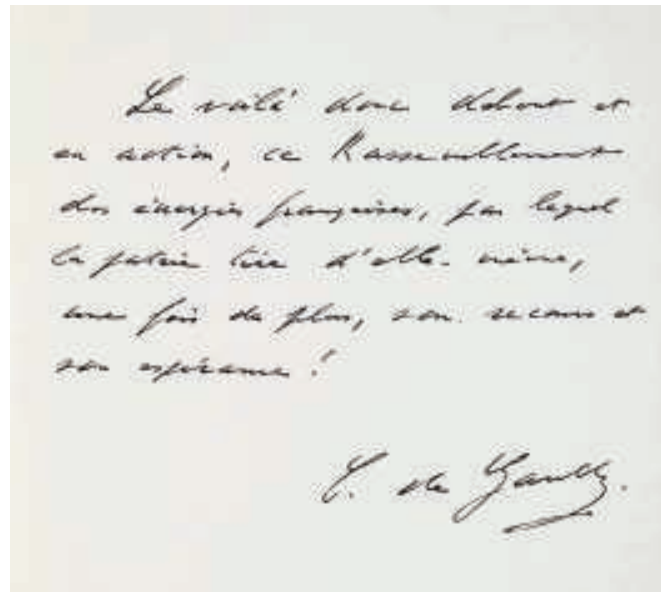 Le voilà donc debout et
en action, ce Rassemblement
des énergies françaises, par lequel
la patrie tire d'elle-même,
une fois de plus, son recours et
son espérance !
C. de Gaulle.